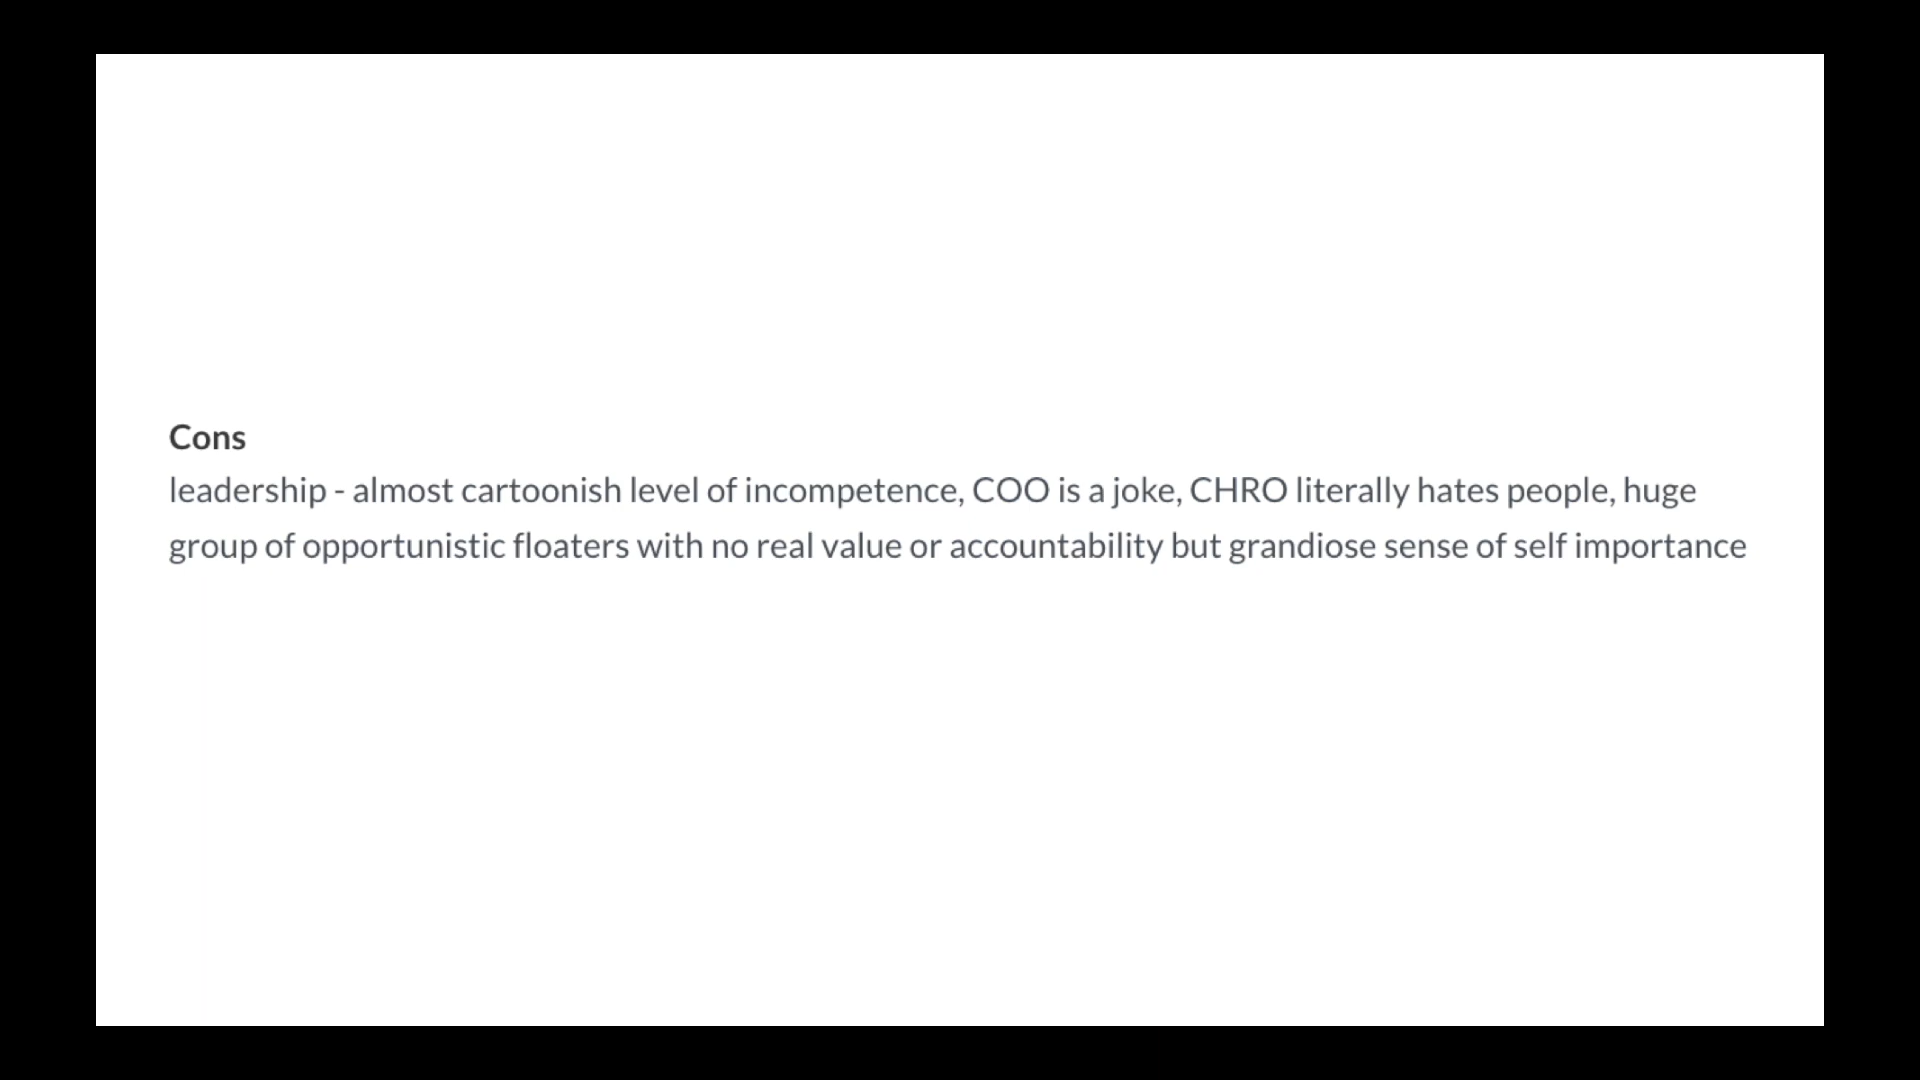 Cons
leadership - almost cartoonish level of incompetence, COO is a joke, CHRO literally hates people, huge
group of opportunistic floaters with no real value or accountability but grandiose sense of self importance